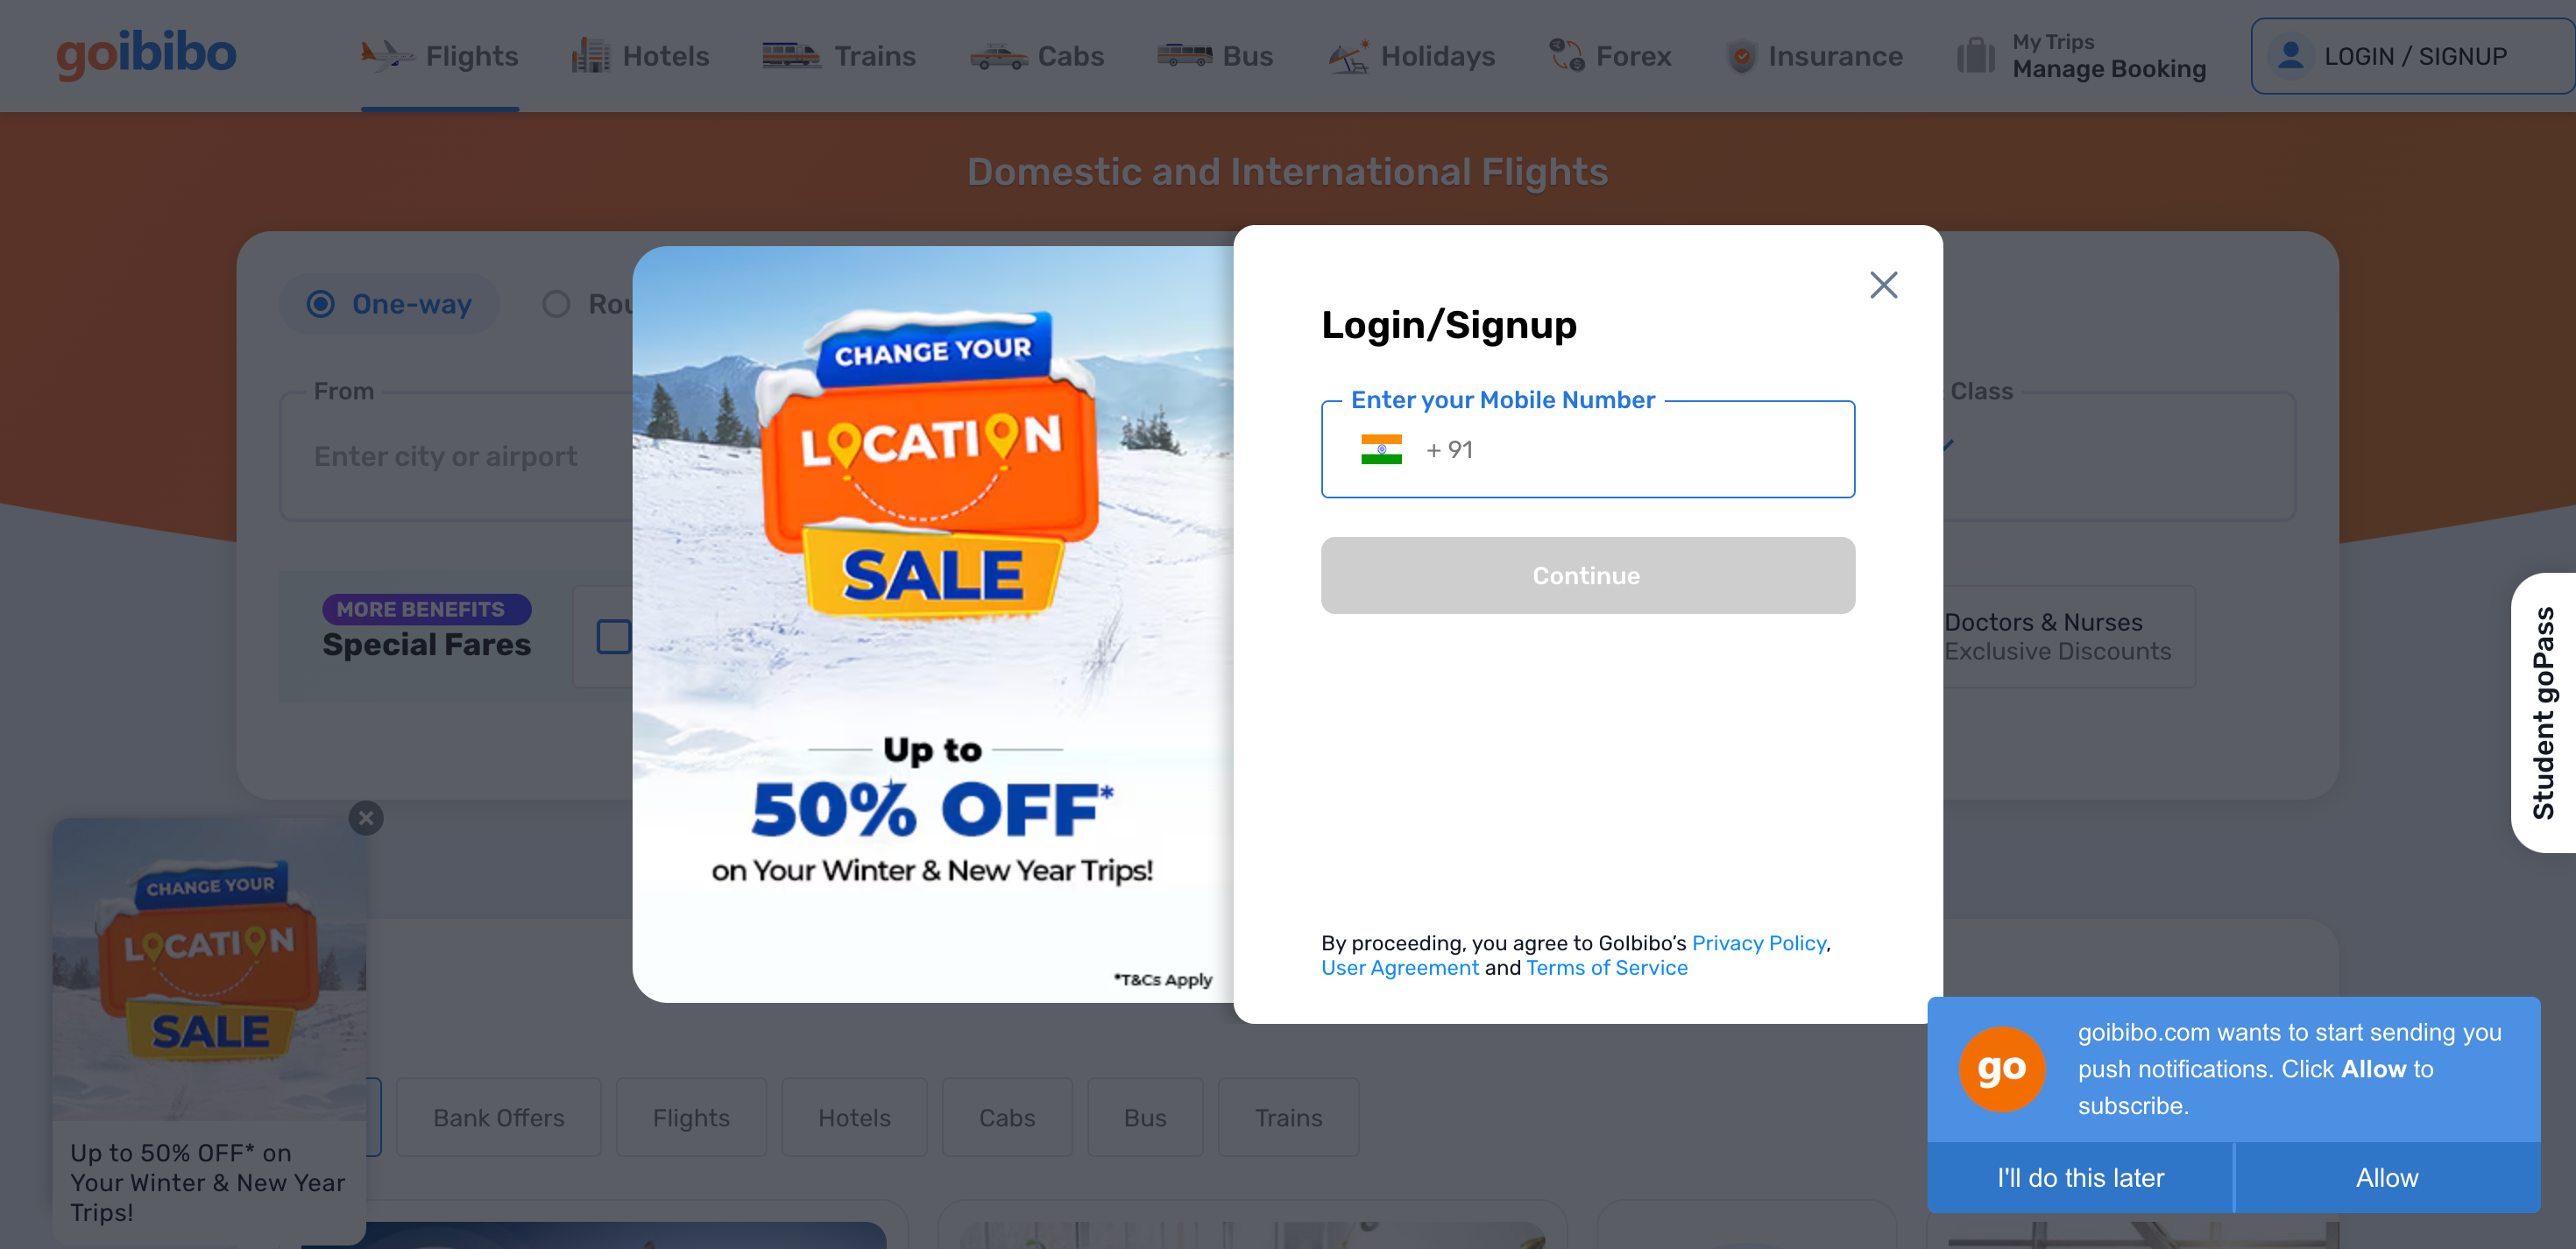 goibibo
Flights
Hotels
Trains
Cabs
Bus
Holidays
Forex
Insurance
My Trips
Manage Booking
LOGIN / SIGNUP
Domestic and International Flights
One-way
Rou
From
Enter city or airport
Class
MORE BENEFITS
Special Fares
Doctors & Nurses
Exclusive Discounts
CHANGE YOUR
LOCATION
SALE
Up to
50% OFF*
on Your Winter & New Year Trips!
*T&Cs Apply
Login/Signup
Enter your Mobile Number
+ 91
Continue
By proceeding, you agree to GoIbibo's Privacy Policy,
User Agreement and Terms of Service
Student goPass
CHANGE YOUR
LOCATION
SALE
Up to 50% OFF* on
Your Winter & New Year
Trips!
Bank Offers
Flights
Hotels
Cabs
Bus
Trains
go
goibibo.com wants to start sending you
push notifications. Click Allow to
subscribe.
I'll do this later
Allow